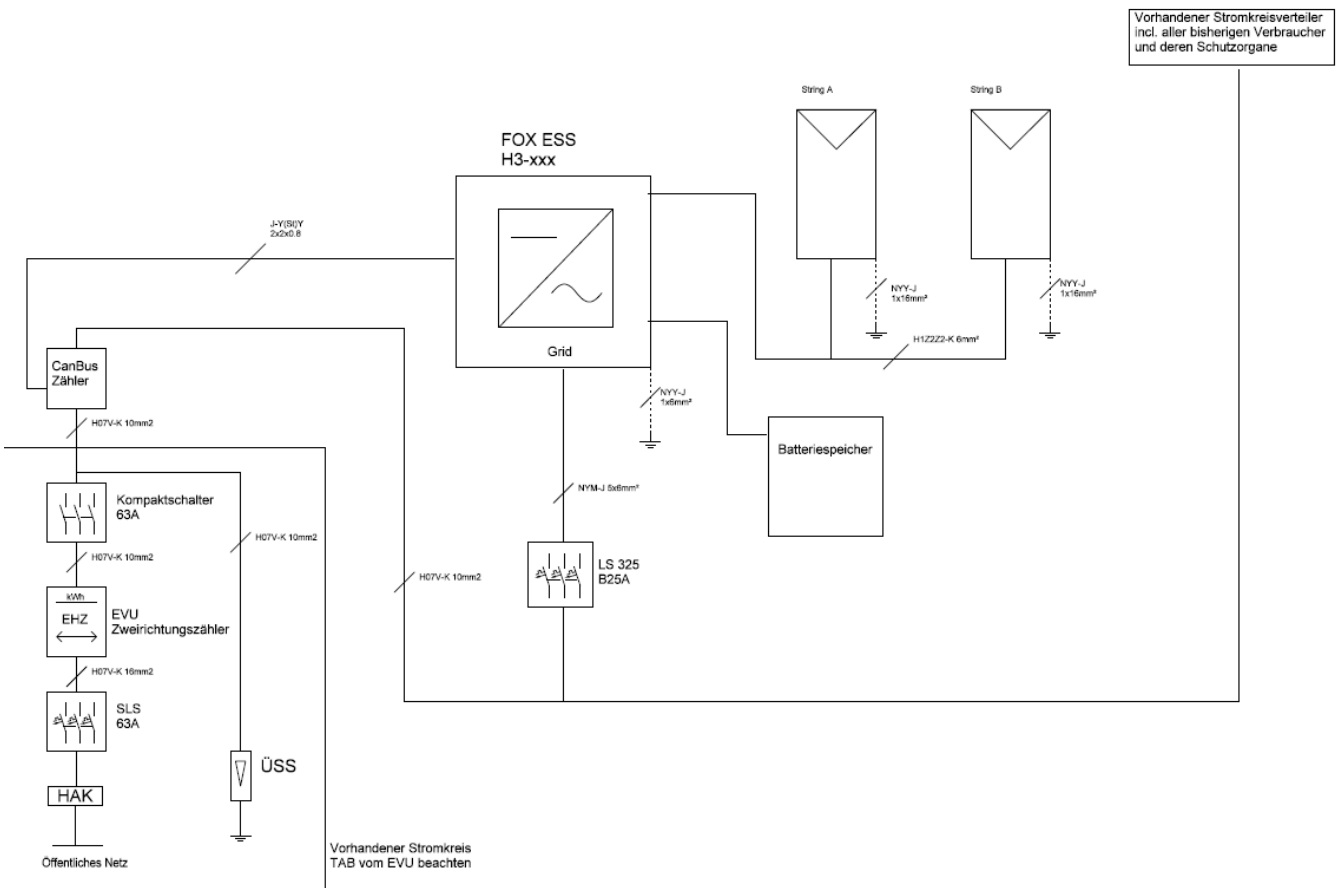 Vorhandener Stromkreisverteiler
incl. aller bisherigen Verbraucher
und deren Schutzorgane
String A
String B
FOX ESS
H3-xxx
J-Y(St)Y
2x2x0.8
NYY-J
1x16mm²
NYY-J
1x16mm²
H1Z2Z2-K 6mm²
Grid
CanBus
Zähler
NYY-J
1x6mm²
H07V-K 10mm2
Batteriespeicher
NYM-J 5x6mm²
Kompaktschalter
63A
H07V-K 10mm2
H07V-K 10mm2
H07V-K 10mm2
LS 325
B25A
kWh
EHZ
EVU
Zweirichtungszähler
H07V-K 16mm2
SLS
63A
ÜSS
HAK
Öffentliches Netz
Vorhandener Stromkreis
TAB vom EVU beachten